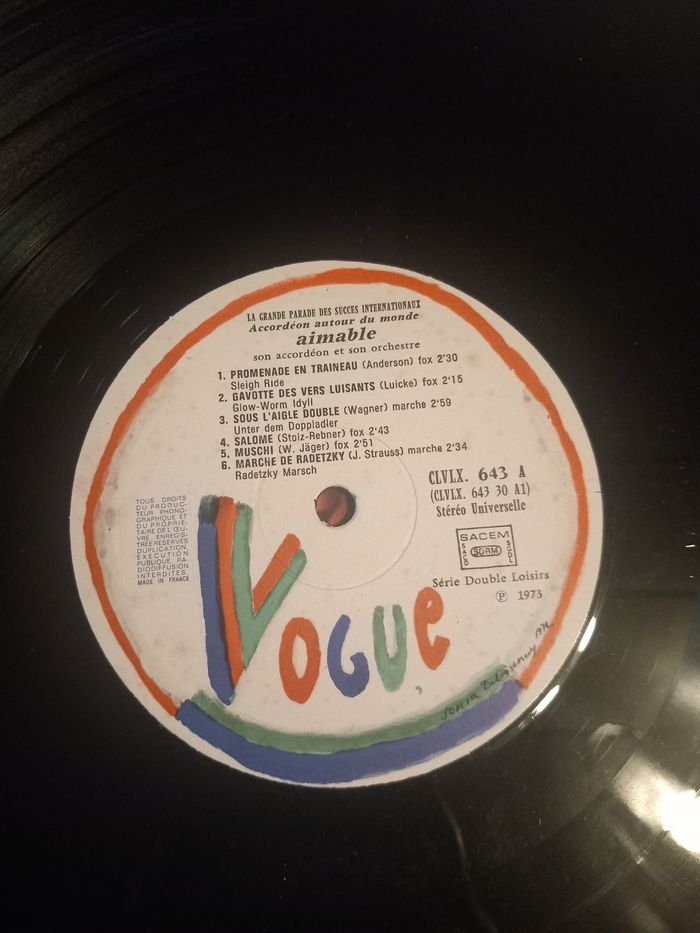 LA GRANDE PARADE DES SUCCES INTERNATIONAUX
Accordéon autour du monde
aimable
son accordéon et son orchestre
1. PROMENADE EN TRAINEAU (Anderson) fox 2'30
Sleigh Ride
2. GAVOTTE DES VERS LUISANTS (Luicke) fox 2'15
Glow-Worm Idyll
3. SOUS L'AIGLE DOUBLE (Wagner) marche 2'59
Unter dem Doppladler
4. SALOME (Stolz-Rebner) fox 2'43
5. MUSCHI (W. Jäger) fox 2'51
6. MARCHE DE RADETZKY (J. Strauss) marche 2'34
Radetzky Marsch
CLVLX. 643 A
(CLVLX. 643 30 A1)
Stéréo Universelle
TOUS DROITS
DU PRODUC-
TEUR PHONO-
GRAPHIQUE ET
DU PROPRIE-
TAIRE DE L'ŒU-
VRE ENREGIS-
TREE RESERVES
DUPLICATION,
EXECUTION
PUBLIQUE, RA-
DIODIFFUSION
INTERDITES.
MADE IN FRANCE
SACEM
SACD
SDRM
SGDL
Série Double Loisirs
℗ 1973
VOGUE
Sonia Delaunay